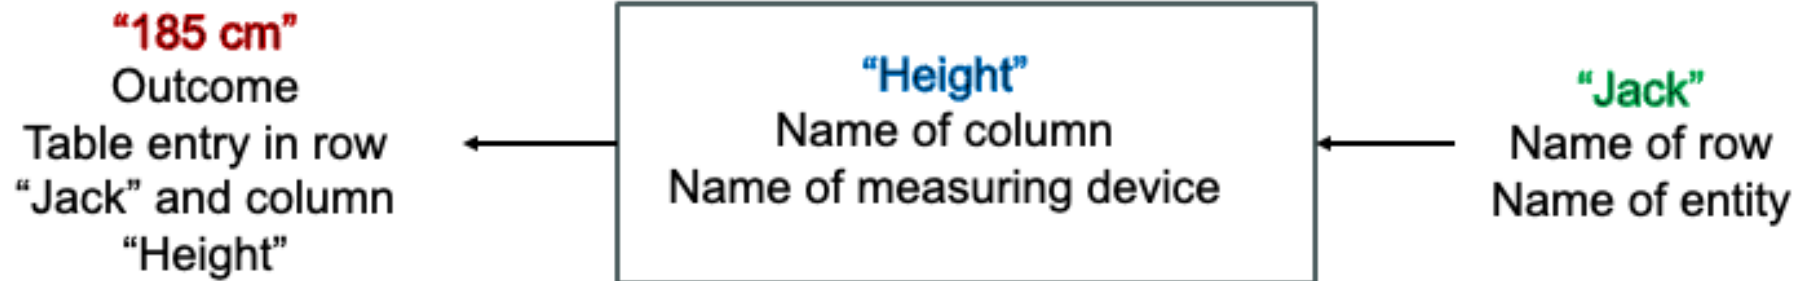 “185 cm”
Outcome
Table entry in row
“Jack” and column
“Height”
“Height”
Name of column
Name of measuring device
“Jack”
Name of row
Name of entity